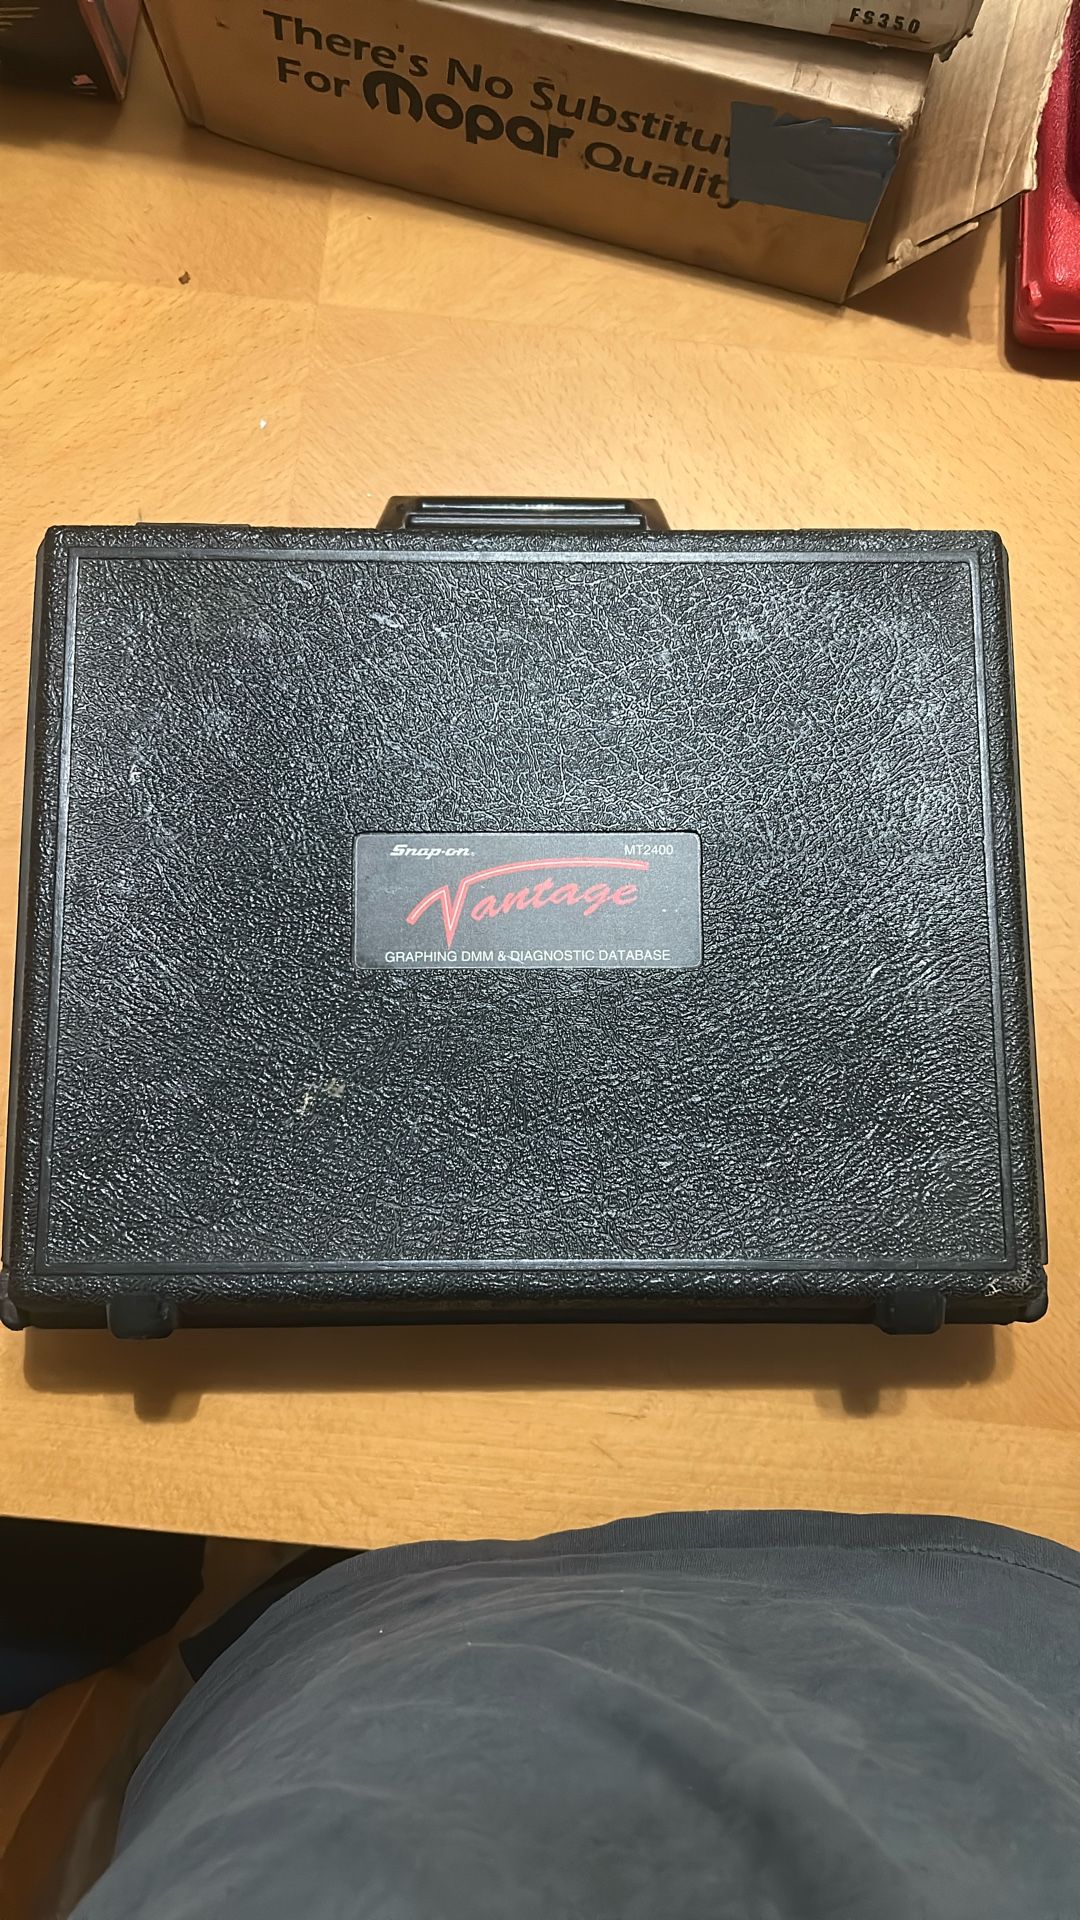 FS350
There's No Substitut
For Mopar Quality
Snap-on®
MT2400
Vantage
GRAPHING DMM & DIAGNOSTIC DATABASE